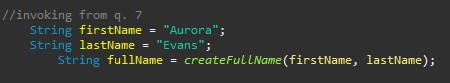 //invoking from q. 7
String firstName = "Aurora";
String lastName = "Evans";
String fullName = createFullName(firstName, lastName);